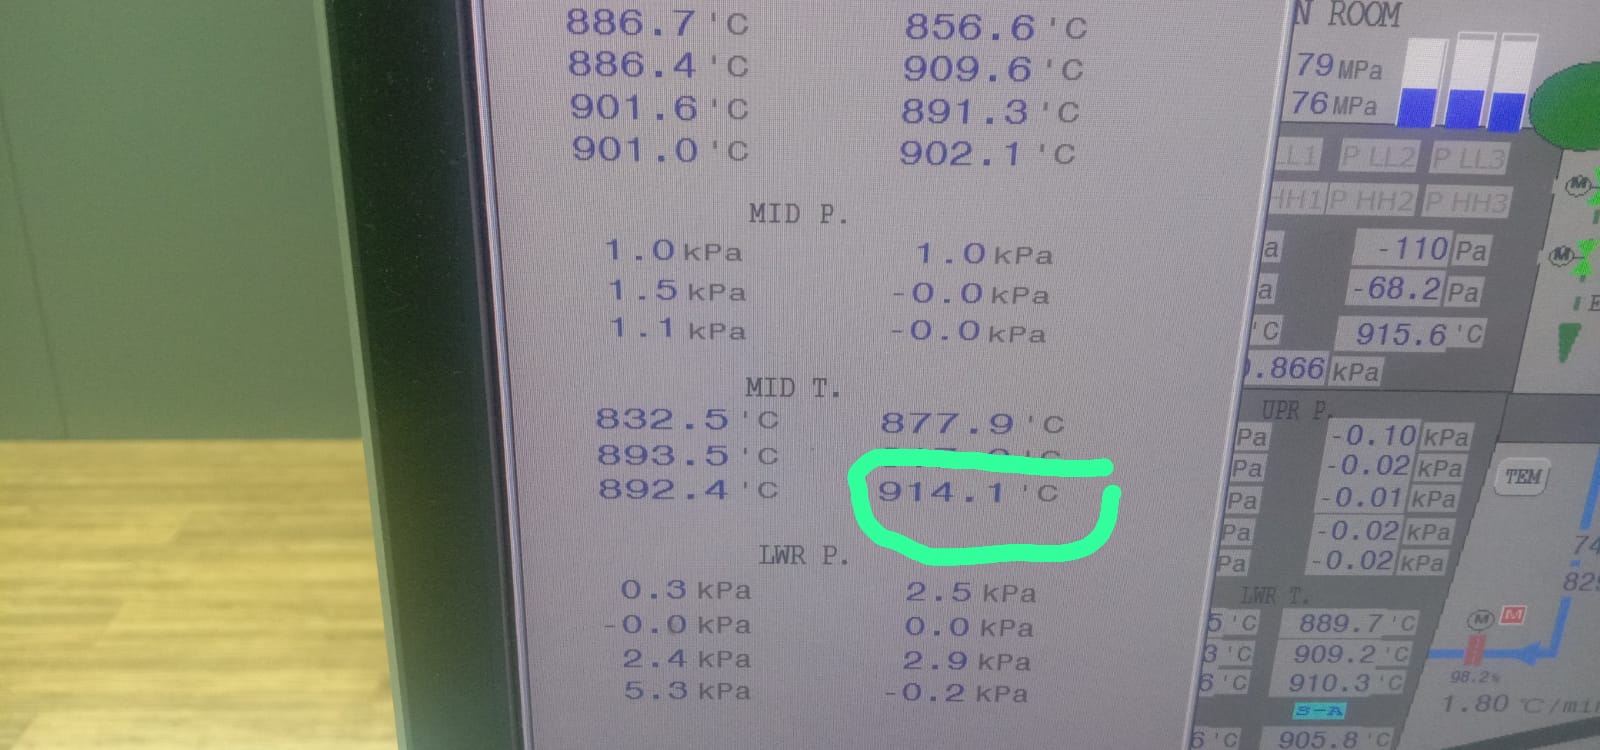 886.7 'C 856.6 'C
886.4 'C 909.6 'C
901.6 'C 891.3 'C
901.0 'C 902.1 'C
MID P.
1.0 kPa 1.0 kPa
1.5 kPa -0.0 kPa
1.1 kPa -0.0 kPa
MID T.
832.5 'C 877.9 'C
893.5 'C
892.4 'C 914.1 'C
LWR P.
0.3 kPa 2.5 kPa
-0.0 kPa 0.0 kPa
2.4 kPa 2.9 kPa
5.3 kPa -0.2 kPa
N ROOM
79 MPa
76 MPa
LL1 P LL2 P LL3
HH1 P HH2 P HH3
a -110 Pa
a -68.2 Pa
'C 915.6 'C
.866 kPa
UPR P.
Pa -0.10 kPa
Pa -0.02 kPa
Pa -0.01 kPa
Pa -0.02 kPa
Pa -0.02 kPa
LWR T.
5 'C 889.7 'C
3 'C 909.2 'C
6 'C 910.3 'C
S-A
6 'C 905.8 'C
M
M
E
TEM
74
829
M M
98.2%
1.80 °C/min